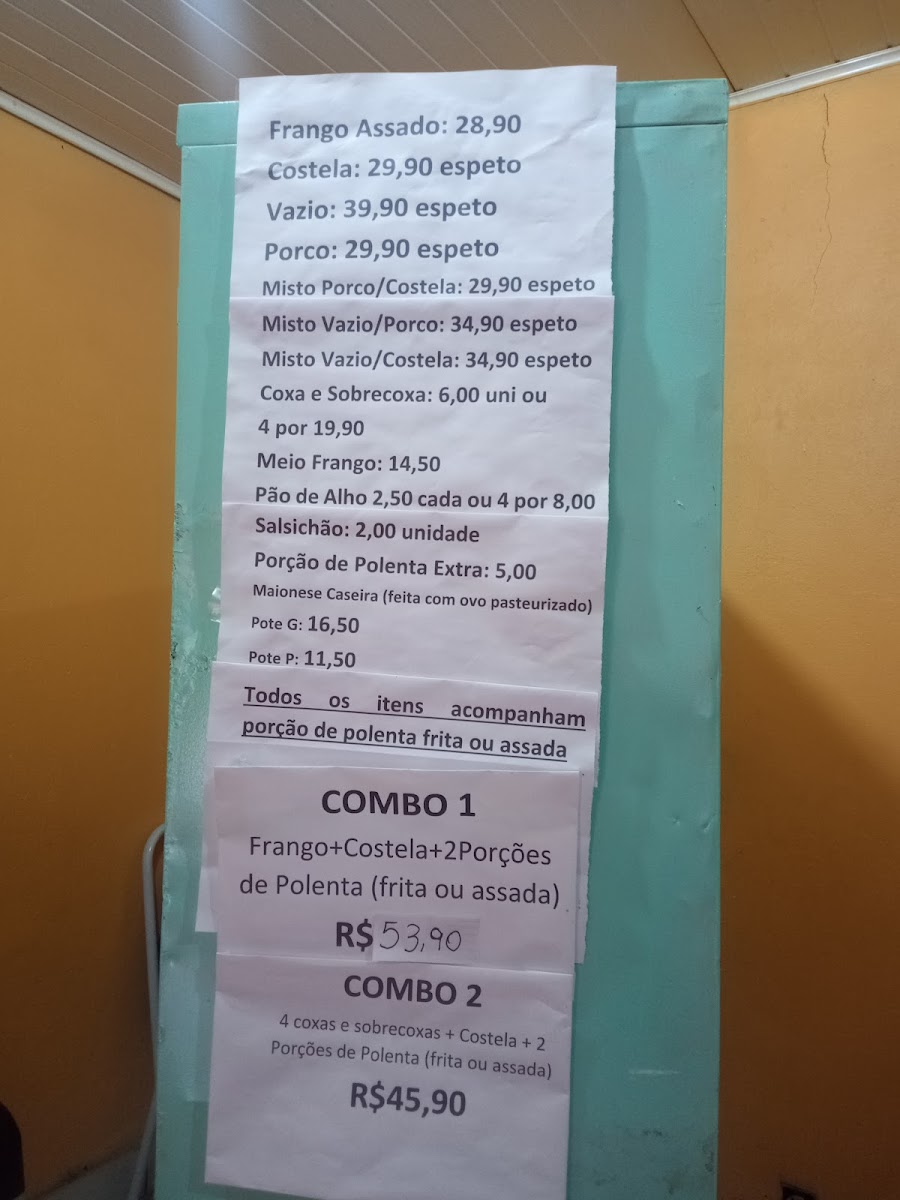 Frango Assado: 28,90
Costela: 29,90 espeto
Vazio: 39,90 espeto
Porco: 29,90 espeto
Misto Porco/Costela: 29,90 espeto
Misto Vazio/Porco: 34,90 espeto
Misto Vazio/Costela: 34,90 espeto
Coxa e Sobrecoxa: 6,00 uni ou
4 por 19,90
Meio Frango: 14,50
Pão de Alho 2,50 cada ou 4 por 8,00
Salsichão: 2,00 unidade
Porção de Polenta Extra: 5,00
Maionese Caseira (feita com ovo pasteurizado)
Pote G: 16,50
Pote P: 11,50
Todos os itens acompanham
porção de polenta frita ou assada
COMBO 1
Frango+Costela+2Porções
de Polenta (frita ou assada)
R$53,90
COMBO 2
4 coxas e sobrecoxas + Costela + 2
Porções de Polenta (frita ou assada)
R$45,90